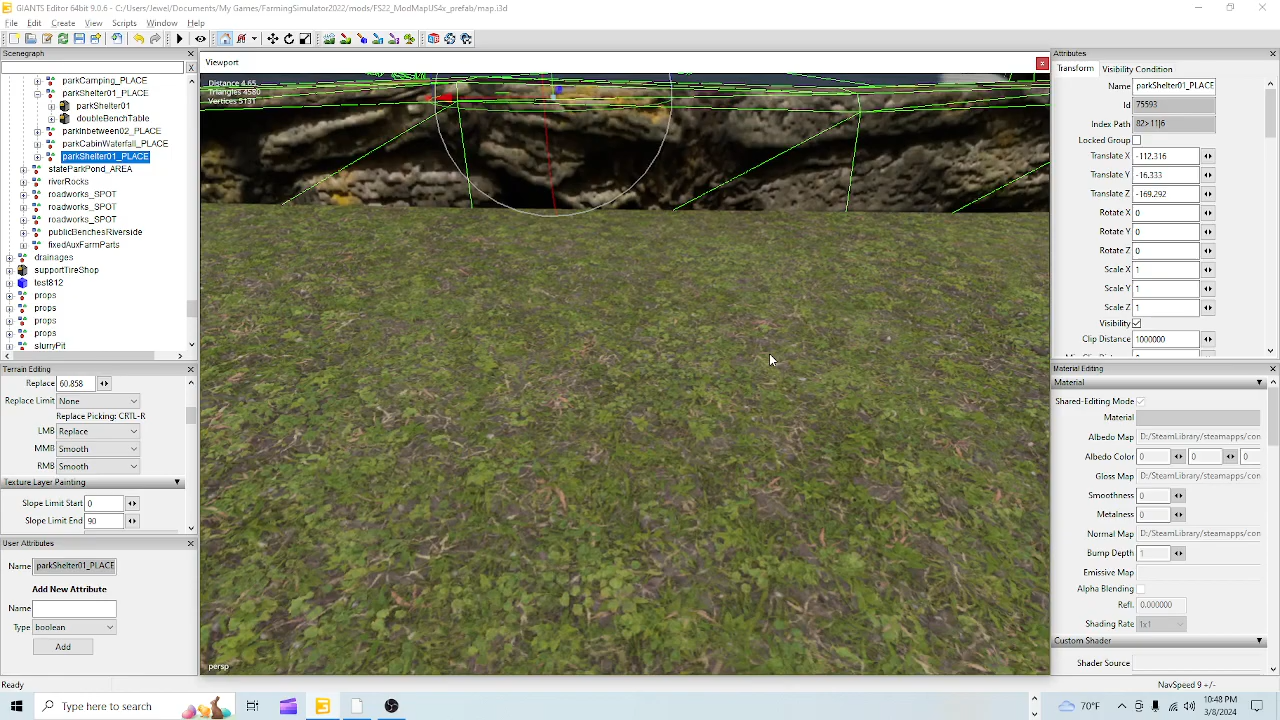 GIANTS Editor 64bit 9.0.6 - C:/Users/Jewel/Documents/My Games/FarmingSimulator2022/mods/FS22_ModMapUS4x_prefab/map.i3d
File Edit Create View Scripts Window Help
Scenegraph
X
parkCamping_PLACE
parkShelter01_PLACE
parkShelter01
doubleBenchTable
parkInbetween02_PLACE
parkCabinWaterfall_PLACE
parkShelter01_PLACE
stateParkPond_AREA
riverRocks
roadworks_SPOT
roadworks_SPOT
roadworks_SPOT
publicBenchesRiverside
fixedAuxFarmParts
drainages
supportTireShop
test812
props
props
props
props
slurryPit
Terrain Editing
Replace 60.858
Replace Limit None
Replace Picking: CRTL-R
LMB Replace
MMB Smooth
RMB Smooth
Texture Layer Painting
Slope Limit Start 0
Slope Limit End 90
User Attributes
Name parkShelter01_PLACE
Add New Attribute
Name
Type boolean
Add
Viewport
Distance 4.65
Triangles 4580
Vertices 5131
persp
Attributes
Transform Visibility Condition
Name parkShelter01_PLACE
Id 75593
Index Path 82>11|6
Locked Group
Translate X -112.316
Translate Y -16.333
Translate Z -169.292
Rotate X 0
Rotate Y 0
Rotate Z 0
Scale X 1
Scale Y 1
Scale Z 1
Visibility
Clip Distance 1000000
Material Editing
Material
Shared-Editing Mode
Material
Albedo Map D:/SteamLibrary/steamapps/con
Albedo Color 0 0 0
Gloss Map D:/SteamLibrary/steamapps/con
Smoothness 0
Metalness 0
Normal Map D:/SteamLibrary/steamapps/con
Bump Depth 1
Emissive Map
Alpha Blending
Refl. 0.000000
Shading Rate 1x1
Custom Shader
Shader Source
Ready
NavSpeed 9 +/-
Type here to search
70°F
10:48 PM
3/8/2024